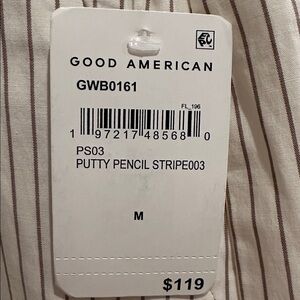 GOOD AMERICAN
GWB0161
FL_196
1 97217 48568 0
PS03
PUTTY PENCIL STRIPE003
M
$119